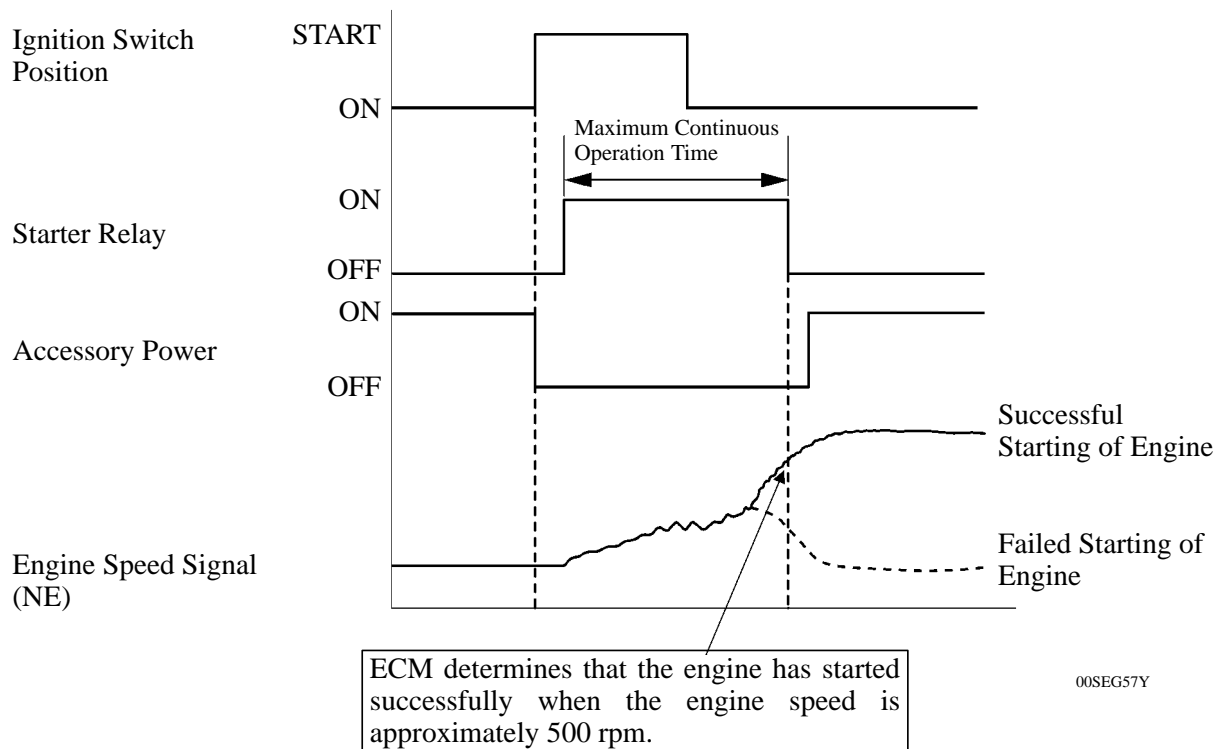 Ignition Switch
Position
START
ON
Maximum Continuous
Operation Time
Starter Relay
ON
OFF
Accessory Power
ON
OFF
Engine Speed Signal
(NE)
Successful
Starting of Engine
Failed Starting of
Engine
ECM determines that the engine has started
successfully when the engine speed is
approximately 500 rpm.
00SEG57Y